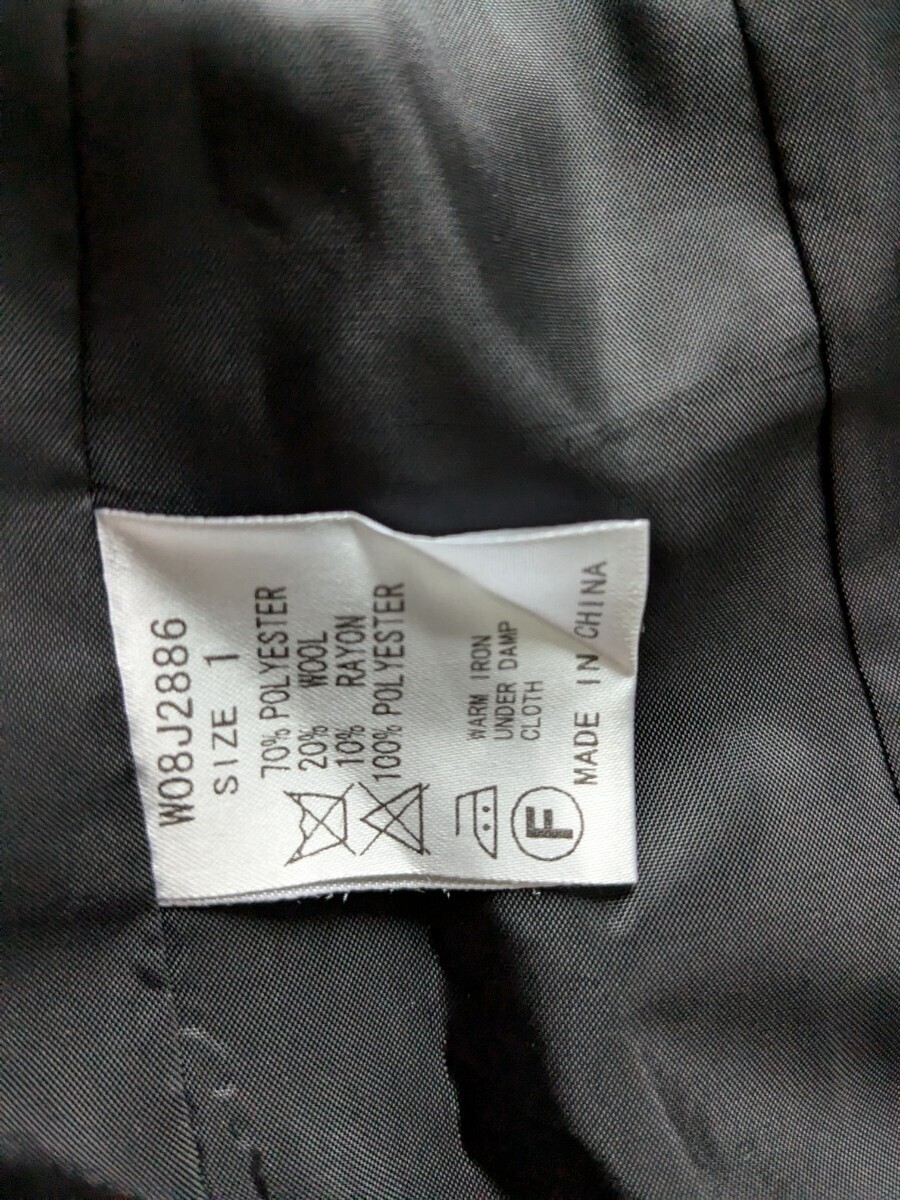 W08J2886
SIZE 1
70% POLYESTER
20% WOOL
10% RAYON
100% POLYESTER
WARM IRON
UNDER DAMP
CLOTH
F
MADE IN CHINA